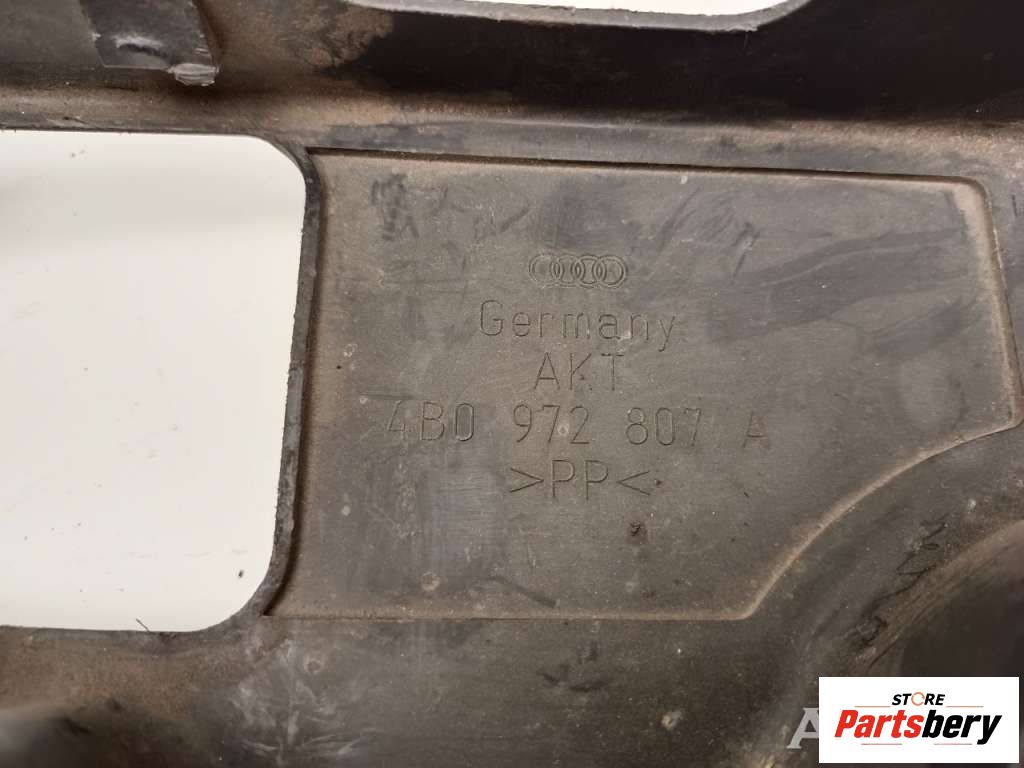 Germany
AKT
4B0 972 807 A
>PP<
STORE
Partsbery